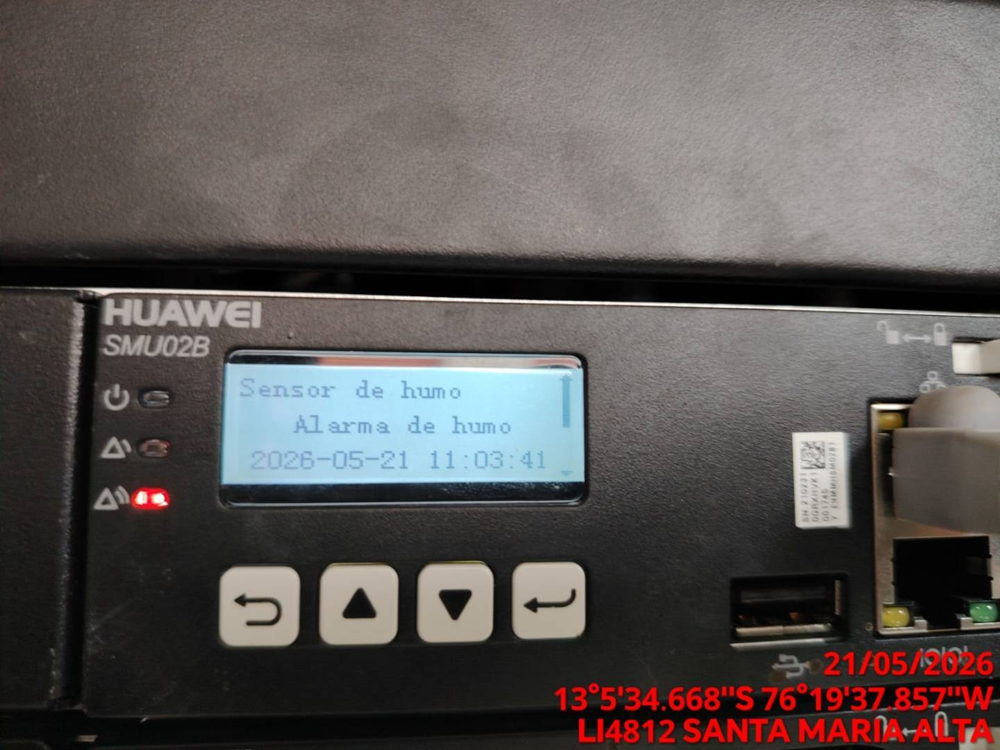 HUAWEI
SMU02B
Sensor de humo
Alarma de humo
2026-05-21 11:03:41
21/05/2026
13°5'34.668"S 76°19'37.857"W
LI4812 SANTA MARIA ALTA